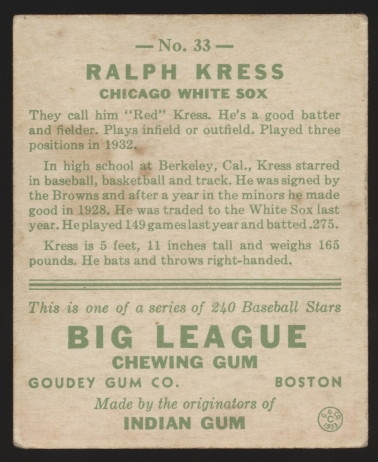 — No. 33 —
RALPH KRESS
CHICAGO WHITE SOX
They call him "Red" Kress. He's a good batter
and fielder. Plays infield or outfield. Played three
positions in 1932.
In high school at Berkeley, Cal., Kress starred
in baseball, basketball and track. He was signed by
the Browns and after a year in the minors he made
good in 1928. He was traded to the White Sox last
year. He played 149 games last year and batted .275.
Kress is 5 feet, 11 inches tall and weighs 165
pounds. He bats and throws right-handed.
This is one of a series of 240 Baseball Stars
BIG LEAGUE
CHEWING GUM
GOUDEY GUM CO. BOSTON
Made by the originators of
INDIAN GUM